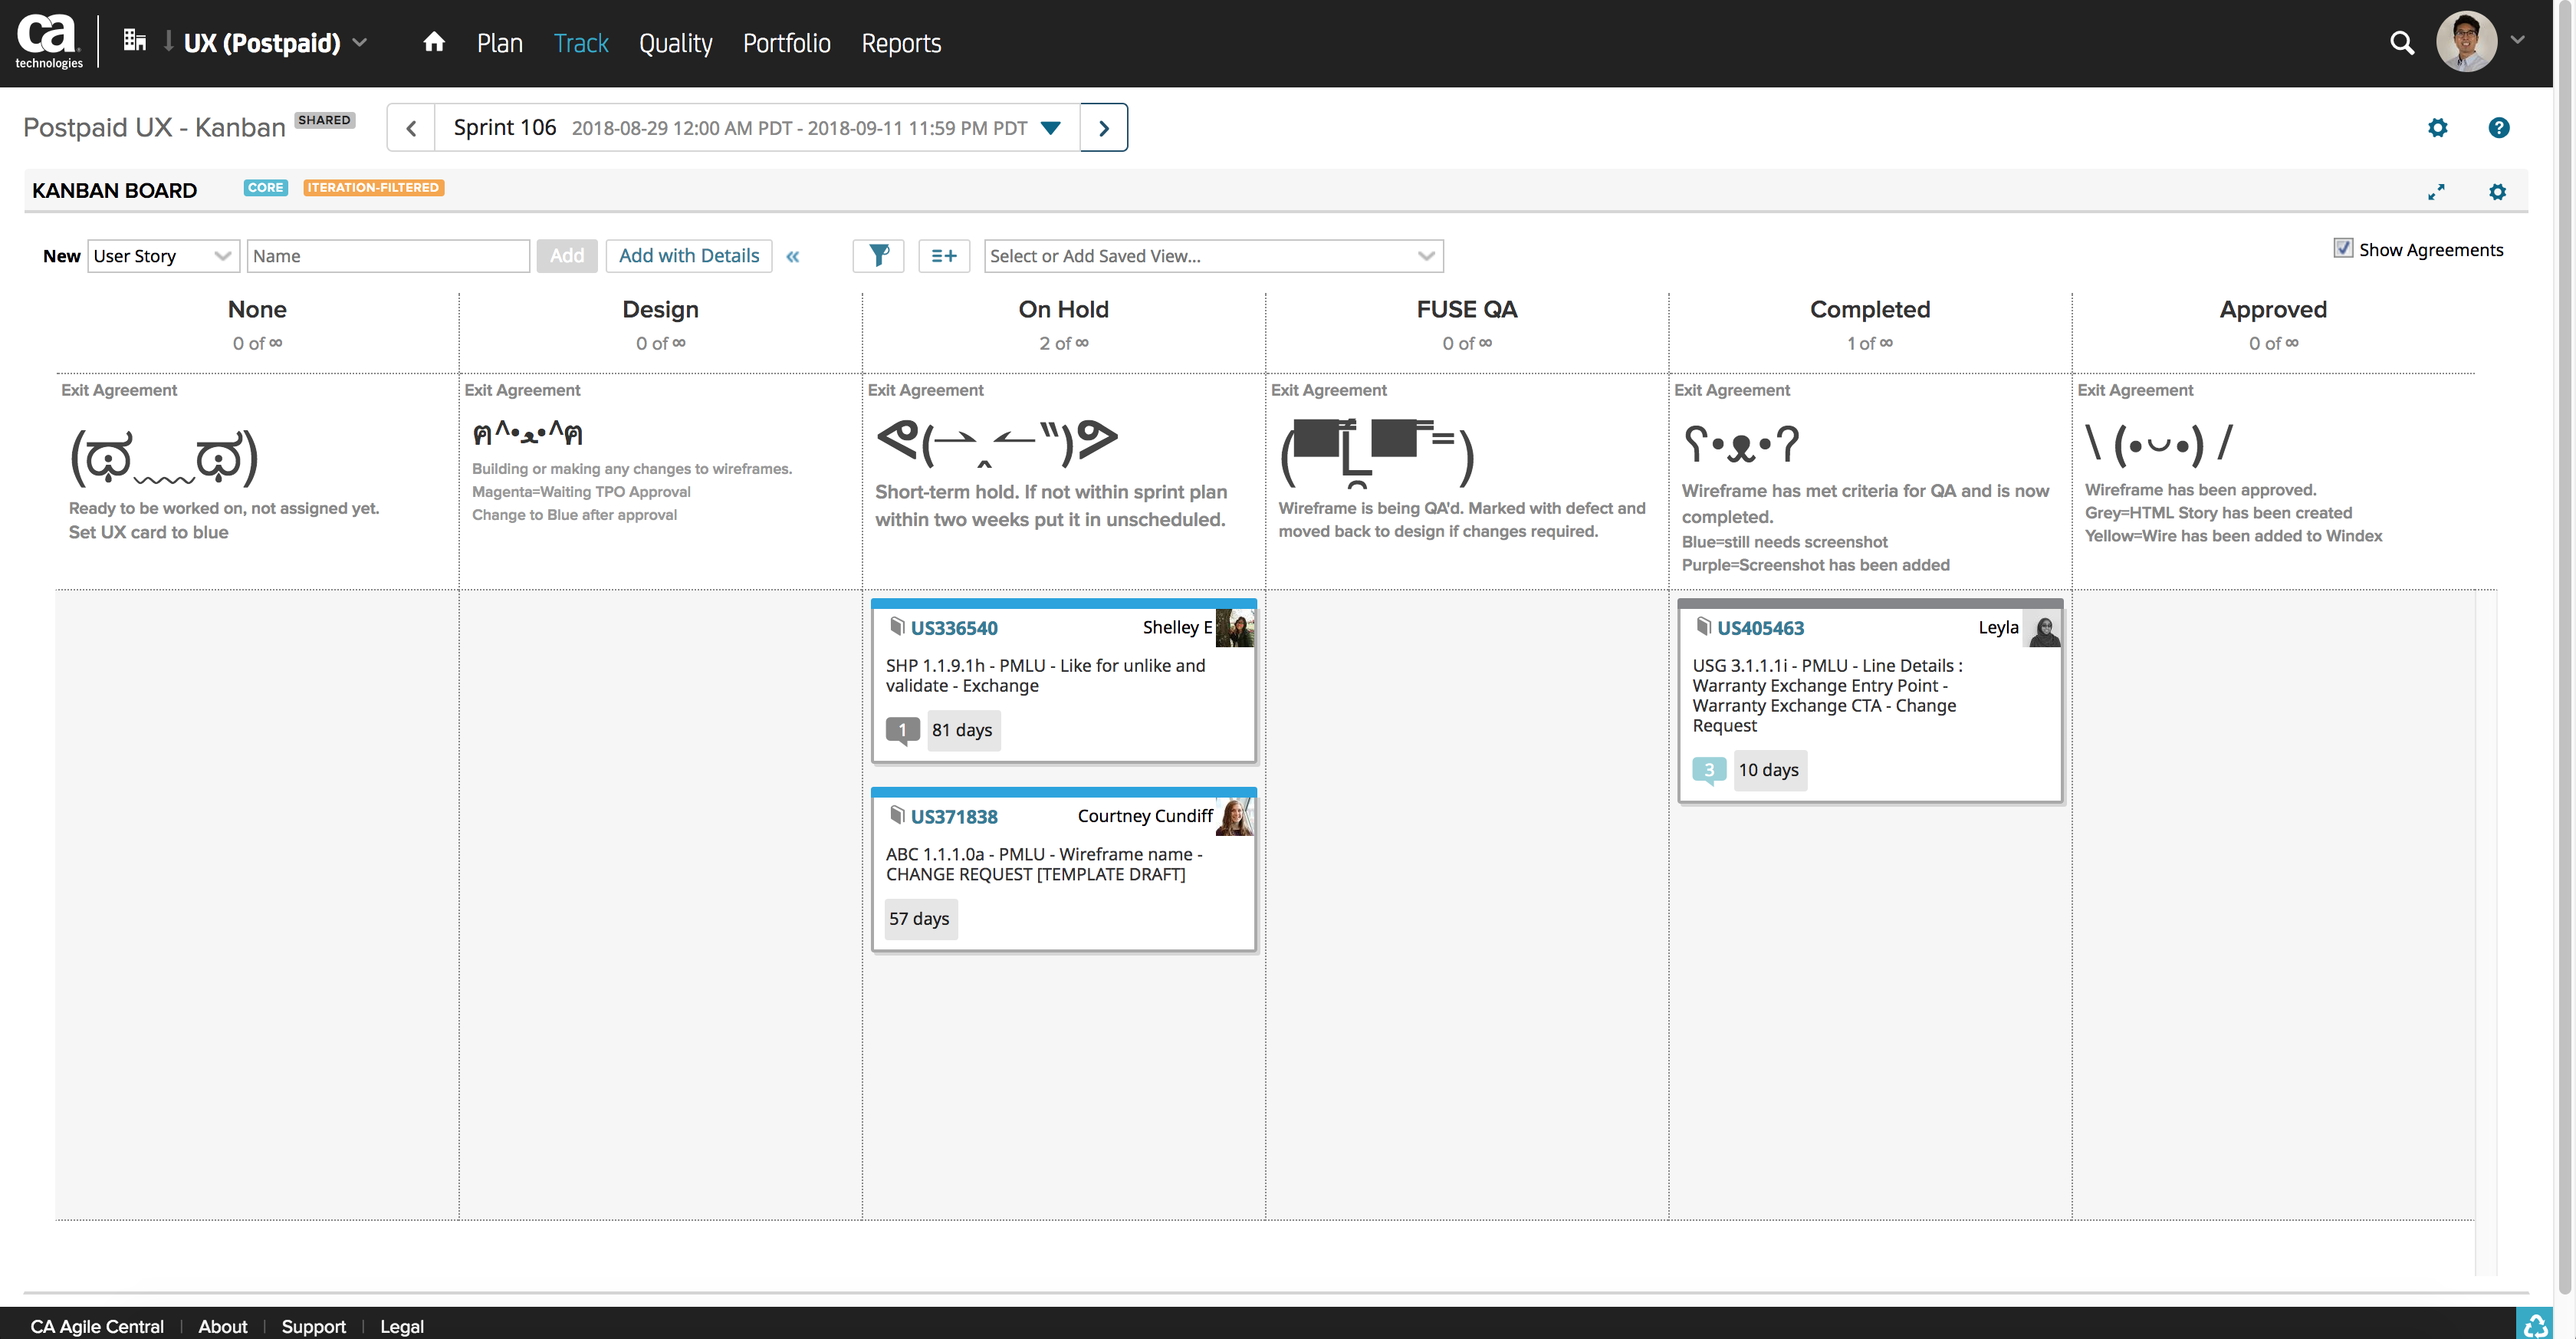 ca
technologies
UX (Postpaid)
Plan
Track
Quality
Portfolio
Reports
Postpaid UX - Kanban
SHARED
Sprint 106 2018-08-29 12:00 AM PDT - 2018-09-11 11:59 PM PDT
KANBAN BOARD
CORE
ITERATION-FILTERED
New
User Story
Name
Add
Add with Details
«
Select or Add Saved View...
Show Agreements
None
0 of ∞
Design
0 of ∞
On Hold
2 of ∞
FUSE QA
0 of ∞
Completed
1 of ∞
Approved
0 of ∞
Exit Agreement
Ready to be worked on, not assigned yet.
Set UX card to blue
Exit Agreement
ฅ^•ﻌ•^ฅ
Building or making any changes to wireframes.
Magenta=Waiting TPO Approval
Change to Blue after approval
Exit Agreement
Short-term hold. If not within sprint plan
within two weeks put it in unscheduled.
Exit Agreement
Wireframe is being QA'd. Marked with defect and
moved back to design if changes required.
Exit Agreement
ʕ•ᴥ•ʔ
Wireframe has met criteria for QA and is now
completed.
Blue=still needs screenshot
Purple=Screenshot has been added
Exit Agreement
\ (•◡•) /
Wireframe has been approved.
Grey=HTML Story has been created
Yellow=Wire has been added to Windex
US336540
Shelley E
SHP 1.1.9.1h - PMLU - Like for unlike and
validate - Exchange
1
81 days
US371838
Courtney Cundiff
ABC 1.1.1.0a - PMLU - Wireframe name -
CHANGE REQUEST [TEMPLATE DRAFT]
57 days
US405463
Leyla
USG 3.1.1.1i - PMLU - Line Details :
Warranty Exchange Entry Point -
Warranty Exchange CTA - Change
Request
3
10 days
CA Agile Central
About
Support
Legal